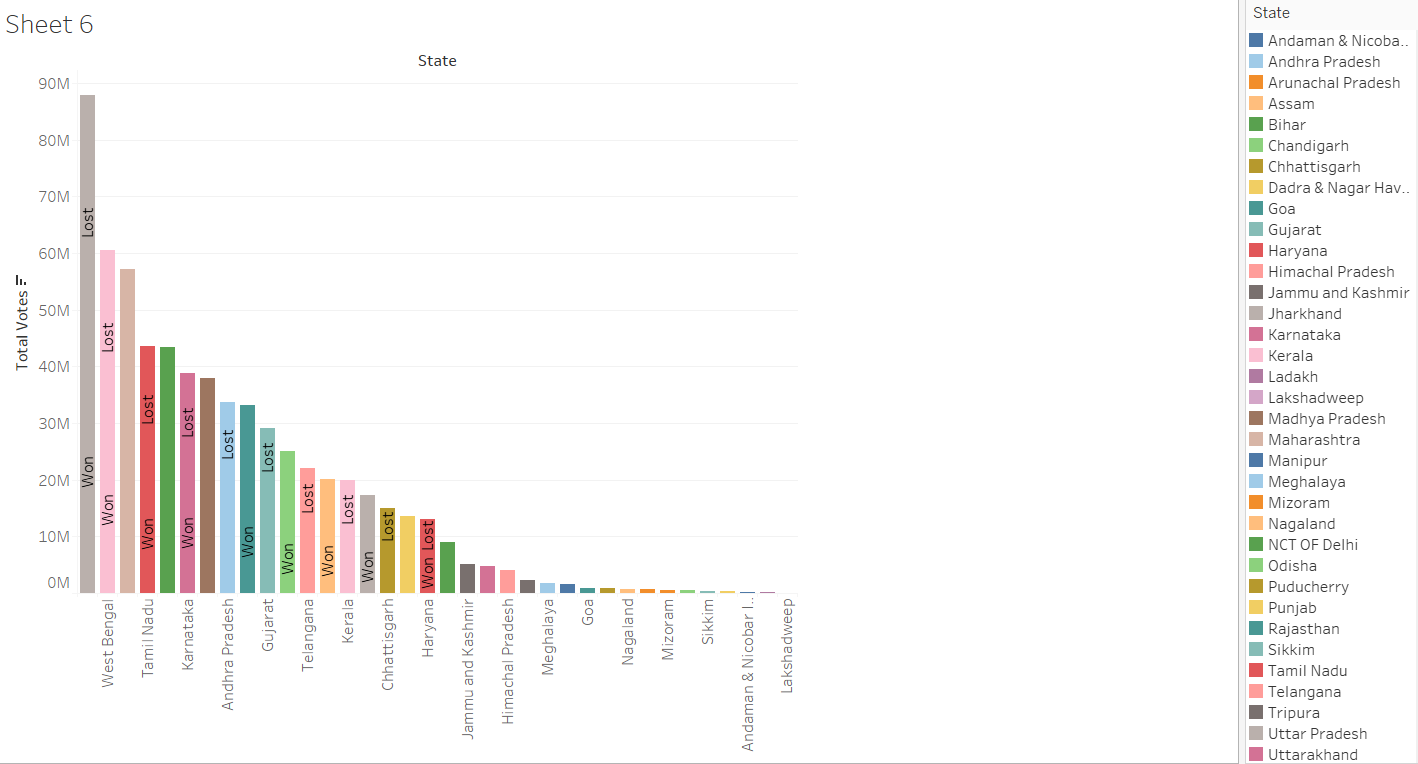 Sheet 6
State
Total Votes
90M
80M
70M
60M
50M
40M
30M
20M
10M
0M
Lost
Won
Lost
Won
Lost
Won
Lost
Won
Lost
Won
Lost
Won
Lost
Won
Lost
Won
Lost
Won Lost
West Bengal
Tamil Nadu
Karnataka
Andhra Pradesh
Gujarat
Telangana
Kerala
Chhattisgarh
Haryana
Jammu and Kashmir
Himachal Pradesh
Meghalaya
Goa
Nagaland
Mizoram
Sikkim
Andaman & Nicobar I..
Lakshadweep
State
Andaman & Nicoba..
Andhra Pradesh
Arunachal Pradesh
Assam
Bihar
Chandigarh
Chhattisgarh
Dadra & Nagar Hav..
Goa
Gujarat
Haryana
Himachal Pradesh
Jammu and Kashmir
Jharkhand
Karnataka
Kerala
Ladakh
Lakshadweep
Madhya Pradesh
Maharashtra
Manipur
Meghalaya
Mizoram
Nagaland
NCT OF Delhi
Odisha
Puducherry
Punjab
Rajasthan
Sikkim
Tamil Nadu
Telangana
Tripura
Uttar Pradesh
Uttarakhand